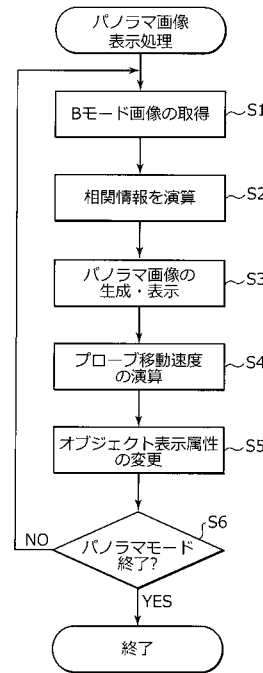 パノラマ画像
表示処理
Bモード画像の取得
S1
相関情報を演算
S2
パノラマ画像の
生成・表示
S3
プローブ移動速度
の演算
S4
オブジェクト表示属性
の変更
S5
S6
パノラマモード
終了?
NO
YES
終了